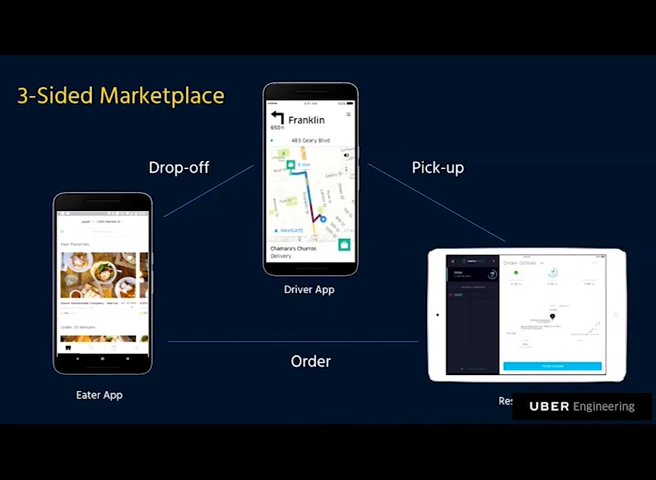 3-Sided Marketplace
Franklin
650
483 Geary Blvd
Drop-off
Pick-up
NAVIGATE
Chamara's Churros
Delivery
Your Favorites
Under 30 Minutes
Driver App
Order
Eater App
Res
UBER Engineering